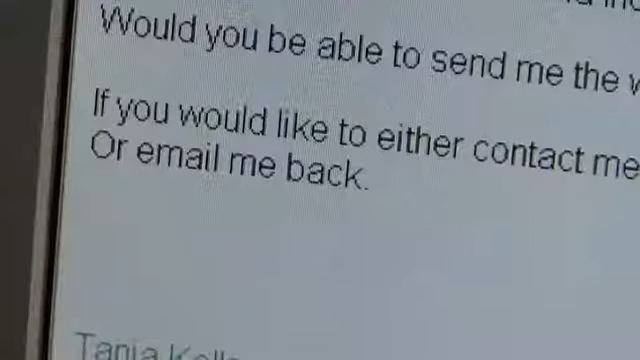 Would you be able to send me the
If you would like to either contact me
Or email me back.
Tania